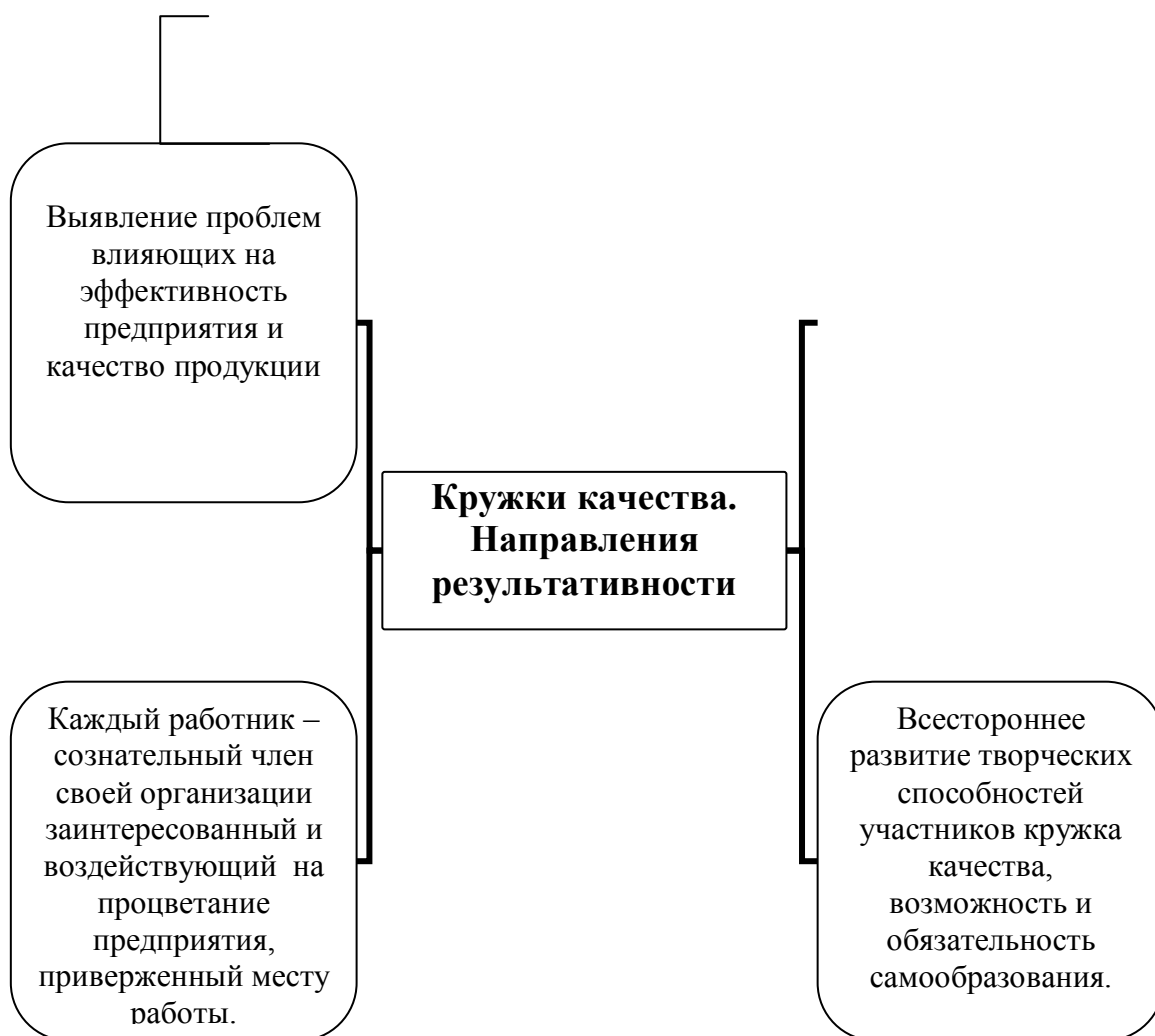 Выявление проблем
влияющих на
эффективность
предприятия и
качество продукции
Кружки качества.
Направления
результативности
Каждый работник –
сознательный член
своей организации
заинтересованный и
воздействующий на
процветание
предприятия,
приверженный месту
работы.
Всестороннее
развитие творческих
способностей
участников кружка
качества,
возможность и
обязательность
самообразования.